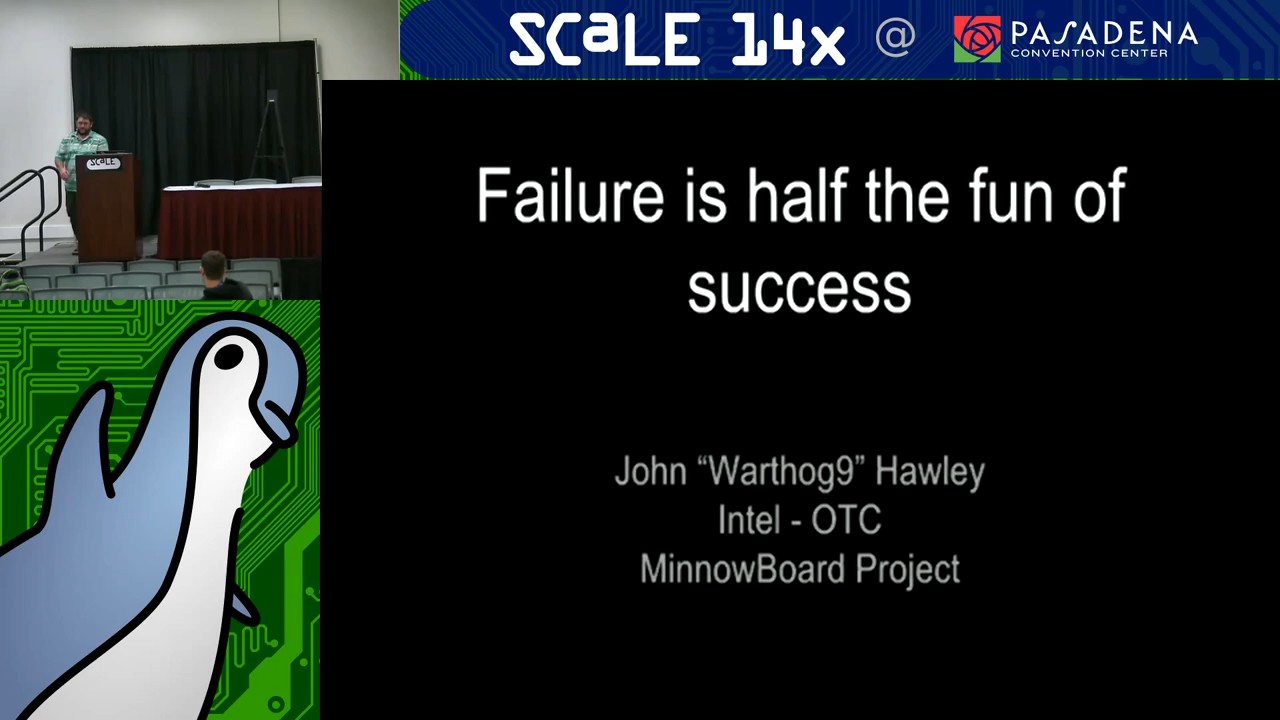 SCaLE 14x @ PASADENA
CONVENTION CENTER
SCaLE
Failure is half the fun of
success
John “Warthog9” Hawley
Intel - OTC
MinnowBoard Project